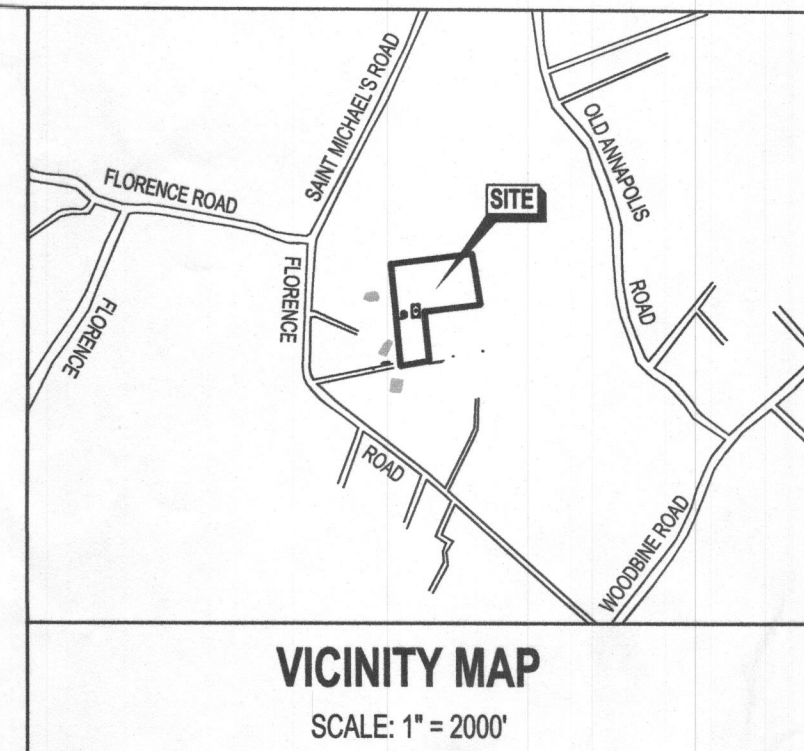 SAINT MICHAEL'S ROAD
OLD ANNAPOLIS
FLORENCE ROAD
SITE
FLORENCE
ROAD
FLORENCE
ROAD
WOODBINE ROAD
VICINITY MAP
SCALE: 1" = 2000'